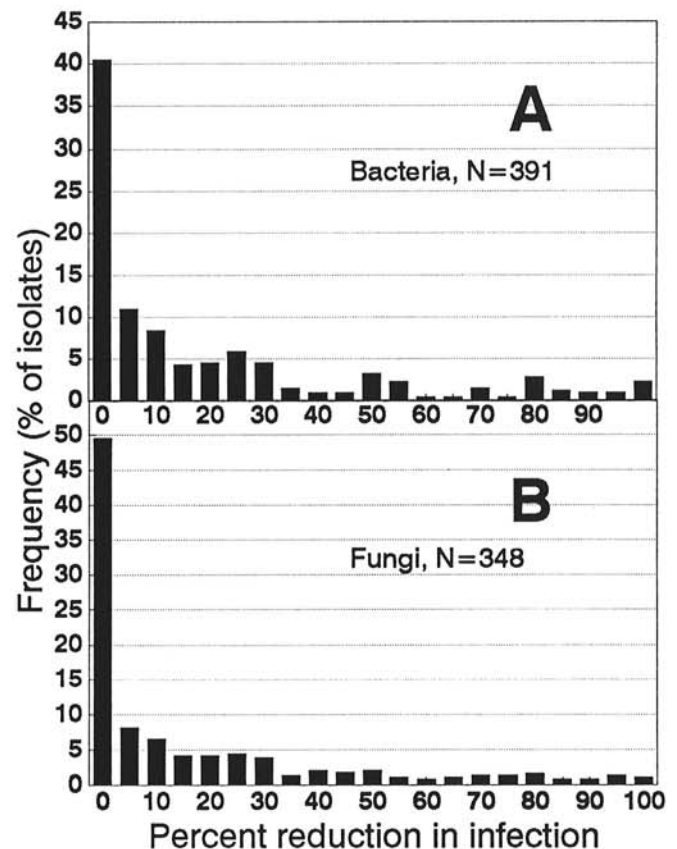 Frequency (% of isolates)
45
40
35
30
25
20
15
10
5
0
A
Bacteria, N=391
0 10 20 30 40 50 60 70 80 90
50
45
40
35
30
25
20
15
10
5
0
B
Fungi, N=348
0 10 20 30 40 50 60 70 80 90 100
Percent reduction in infection